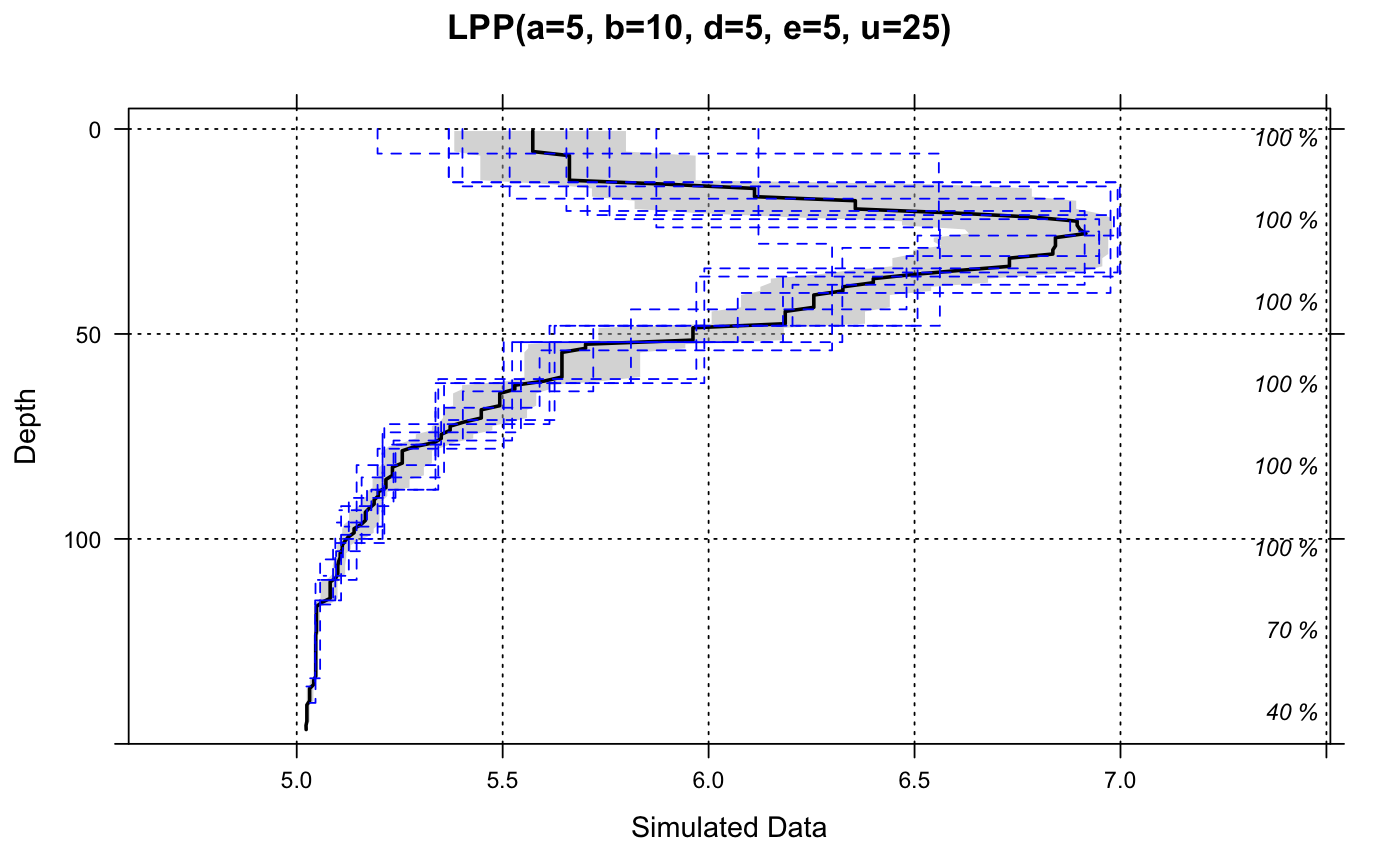 LPP(a=5, b=10, d=5, e=5, u=25)
0
100 %
100 %
100 %
50
100 %
100 %
100
100 %
70 %
40 %
Depth
5.0 5.5 6.0 6.5 7.0
Simulated Data